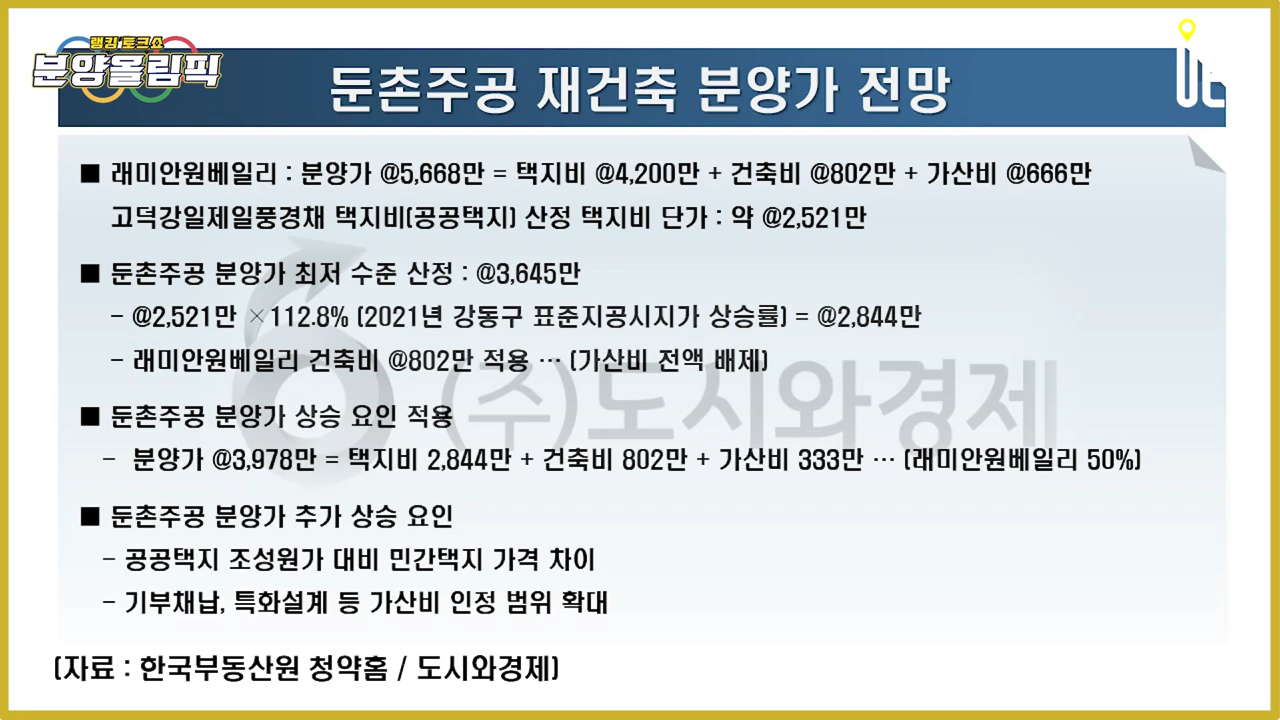 랭킹 토크쇼
분양올림픽
둔촌주공 재건축 분양가 전망
■ 래미안원베일리 : 분양가 @5,668만 = 택지비 @4,200만 + 건축비 @802만 + 가산비 @666만
고덕강일제일풍경채 택지비(공공택지) 산정 택지비 단가 : 약 @2,521만
■ 둔촌주공 분양가 최저 수준 산정 : @3,645만
- @2,521만 ×112.8% (2021년 강동구 표준지공시지가 상승률) = @2,844만
- 래미안원베일리 건축비 @802만 적용 … (가산비 전액 배제)
■ 둔촌주공 분양가 상승 요인 적용
- 분양가 @3,978만 = 택지비 2,844만 + 건축비 802만 + 가산비 333만 … (래미안원베일리 50%)
■ 둔촌주공 분양가 추가 상승 요인
- 공공택지 조성원가 대비 민간택지 가격 차이
- 기부채납, 특화설계 등 가산비 인정 범위 확대
(주)도시와경제
(자료 : 한국부동산원 청약홈 / 도시와경제)